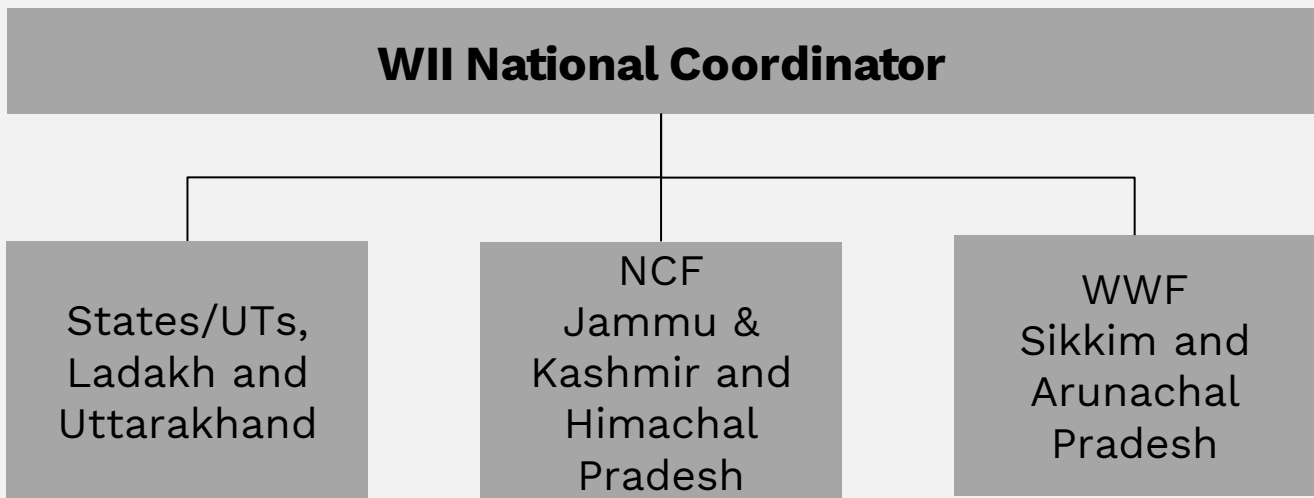 WII National Coordinator
States/UTs,
Ladakh and
Uttarakhand
NCF
Jammu &
Kashmir and
Himachal
Pradesh
WWF
Sikkim and
Arunachal
Pradesh